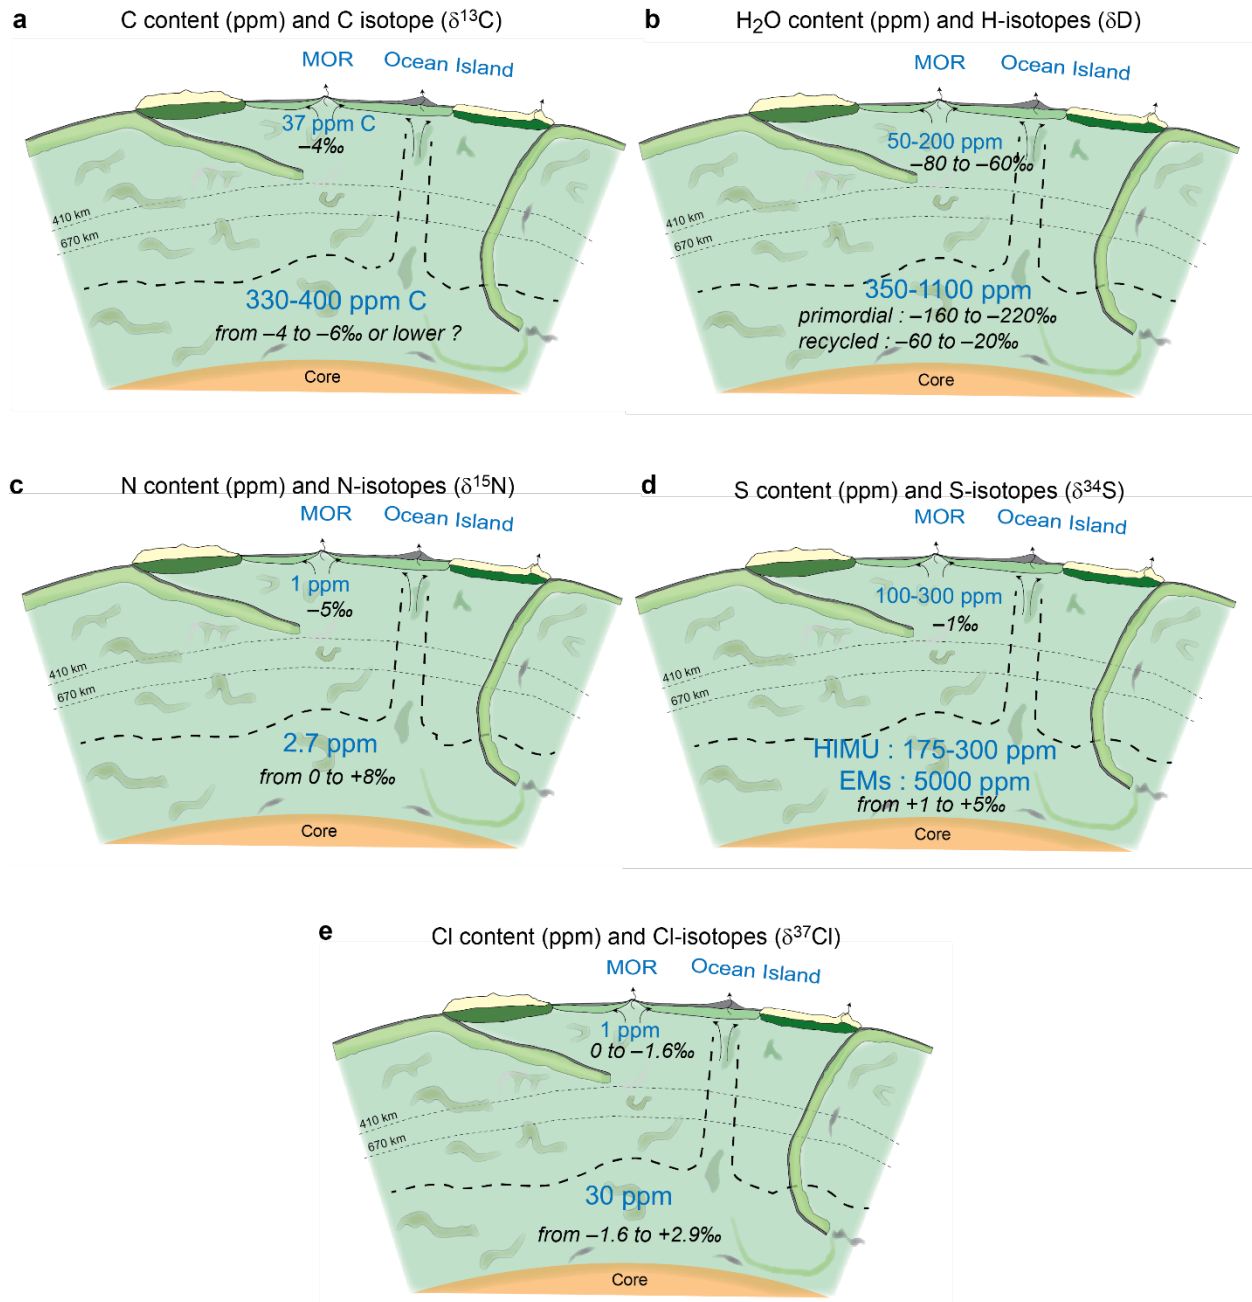 a
C content (ppm) and C isotope (δ¹³C)
MOR
Ocean Island
37 ppm C
–4‰
410 km
670 km
330-400 ppm C
from –4 to –6‰ or lower ?
Core
b
H₂O content (ppm) and H-isotopes (δD)
MOR
Ocean Island
50-200 ppm
–80 to –60‰
410 km
670 km
350-1100 ppm
primordial : –160 to –220‰
recycled : –60 to –20‰
Core
c
N content (ppm) and N-isotopes (δ¹⁵N)
MOR
Ocean Island
1 ppm
–5‰
410 km
670 km
2.7 ppm
from 0 to +8‰
Core
d
S content (ppm) and S-isotopes (δ³⁴S)
MOR
Ocean Island
100-300 ppm
–1‰
410 km
670 km
HIMU : 175-300 ppm
EMs : 5000 ppm
from +1 to +5‰
Core
e
Cl content (ppm) and Cl-isotopes (δ³⁷Cl)
MOR
Ocean Island
1 ppm
0 to –1.6‰
410 km
670 km
30 ppm
from –1.6 to +2.9‰
Core